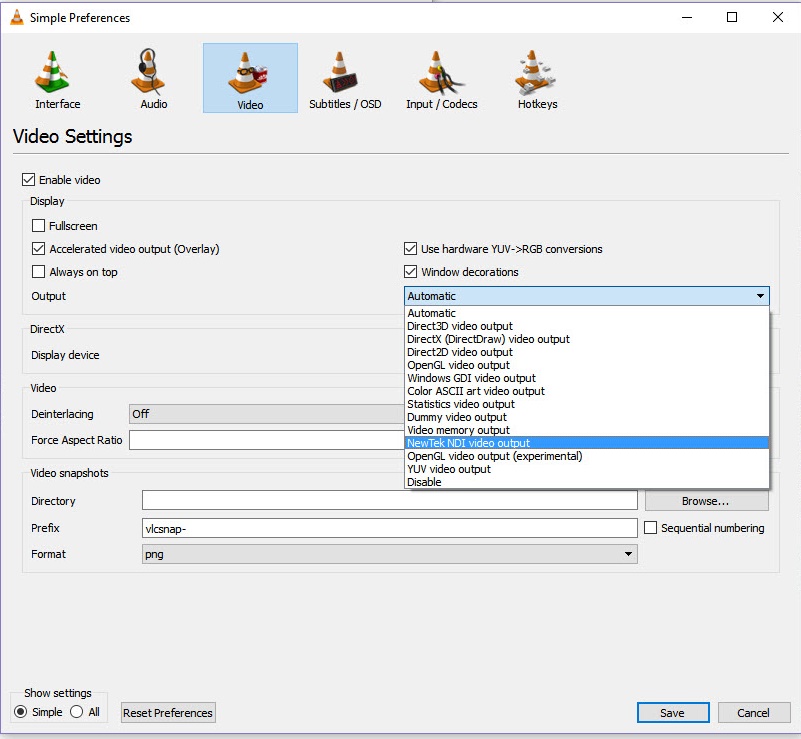 Simple Preferences
Interface
Audio
Video
Subtitles / OSD
Input / Codecs
Hotkeys
Video Settings
Enable video
Display
Fullscreen
Accelerated video output (Overlay)
Use hardware YUV->RGB conversions
Always on top
Window decorations
Output
Automatic
Automatic
Direct3D video output
DirectX (DirectDraw) video output
Direct2D video output
OpenGL video output
Windows GDI video output
Color ASCII art video output
Statistics video output
Dummy video output
Video memory output
NewTek NDI video output
OpenGL video output (experimental)
YUV video output
Disable
DirectX
Display device
Video
Deinterlacing
Off
Force Aspect Ratio
Video snapshots
Directory
Browse...
Prefix
vlcsnap-
Sequential numbering
Format
png
Show settings
Simple
All
Reset Preferences
Save
Cancel